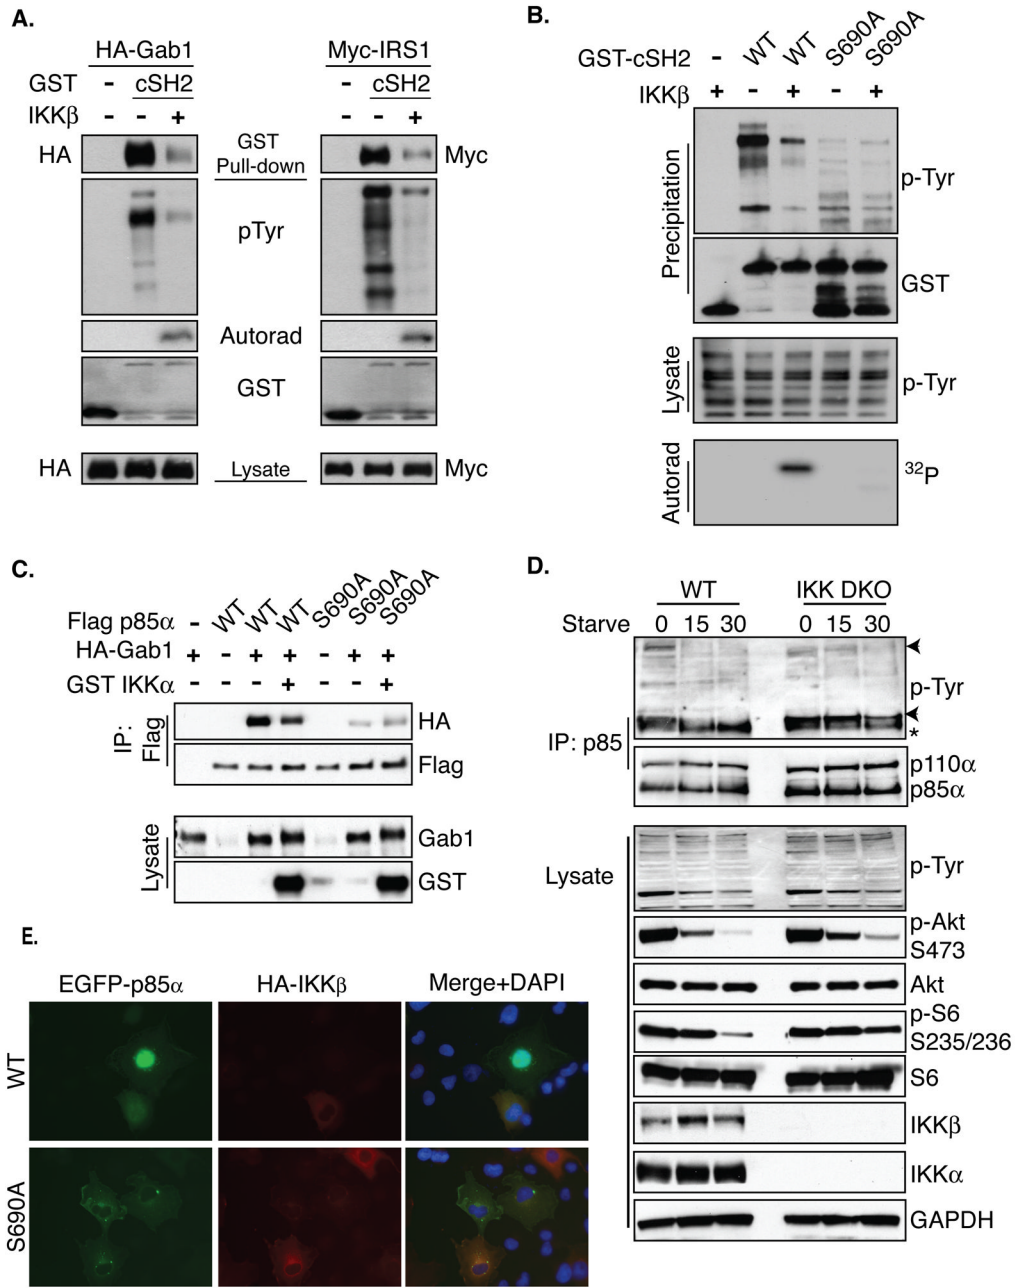 A.
HA-Gab1 Myc-IRS1
GST - cSH2 - cSH2
IKKβ - - + - - +
HA GST Pull-down Myc
pTyr
Autorad
GST
HA Lysate Myc
B.
GST-cSH2 - WT WT S690A S690A
IKKβ + - + - +
Precipitation
p-Tyr
GST
Lysate
p-Tyr
Autorad
32P
C.
Flag p85α - WT WT WT S690A S690A S690A
HA-Gab1 + - + + - + +
GST IKKα - - - + - - +
IP: Flag
HA
Flag
Lysate
Gab1
GST
D.
WT IKK DKO
Starve 0 15 30 0 15 30
p-Tyr
*
IP: p85
p110α
p85α
Lysate
p-Tyr
p-Akt
S473
Akt
p-S6
S235/236
S6
IKKβ
IKKα
GAPDH
E.
EGFP-p85α HA-IKKβ Merge+DAPI
WT
S690A